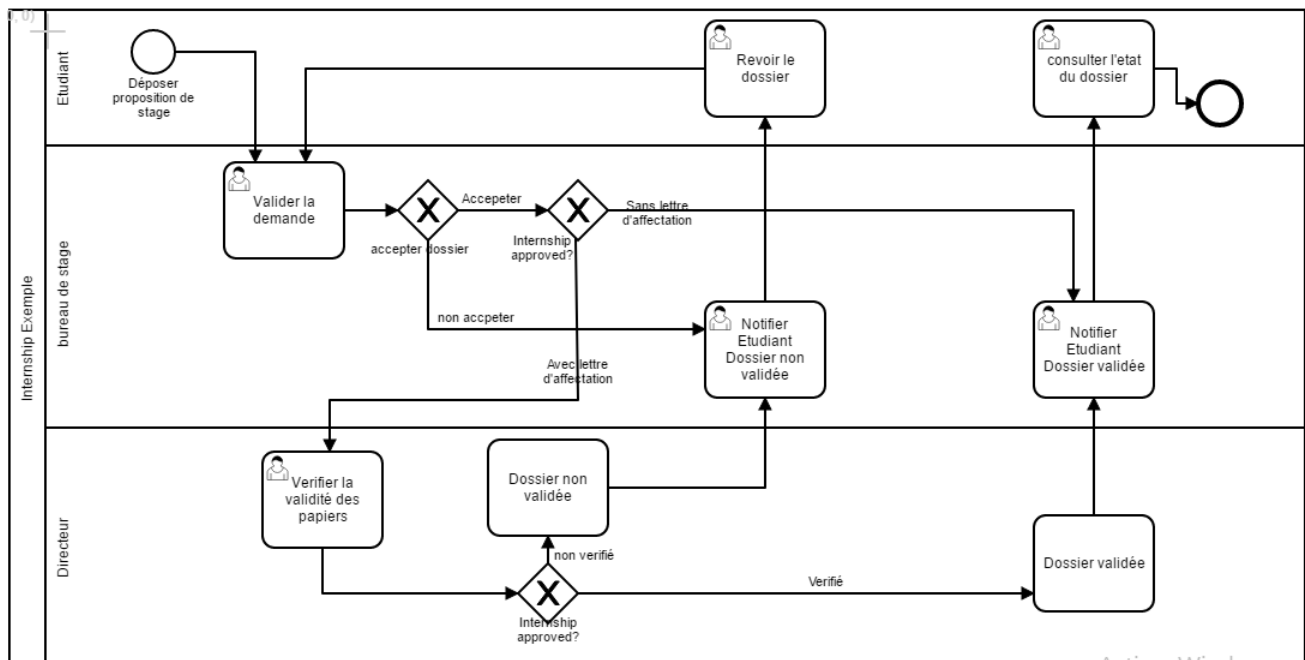 0, 0)
Internship Exemple
Etudiant
Déposer
proposition de
stage
Revoir le
dossier
consulter l'etat
du dossier
bureau de stage
Valider la
demande
accepter dossier
Accepeter
Internship
approved?
Sans lettre
d'affectation
non accpeter
Avec lettre
d'affectation
Notifier
Etudiant
Dossier non
validée
Notifier
Etudiant
Dossier validée
Directeur
Verifier la
validité des
papiers
Dossier non
validée
non verifié
Internship
approved?
Verifié
Dossier validée